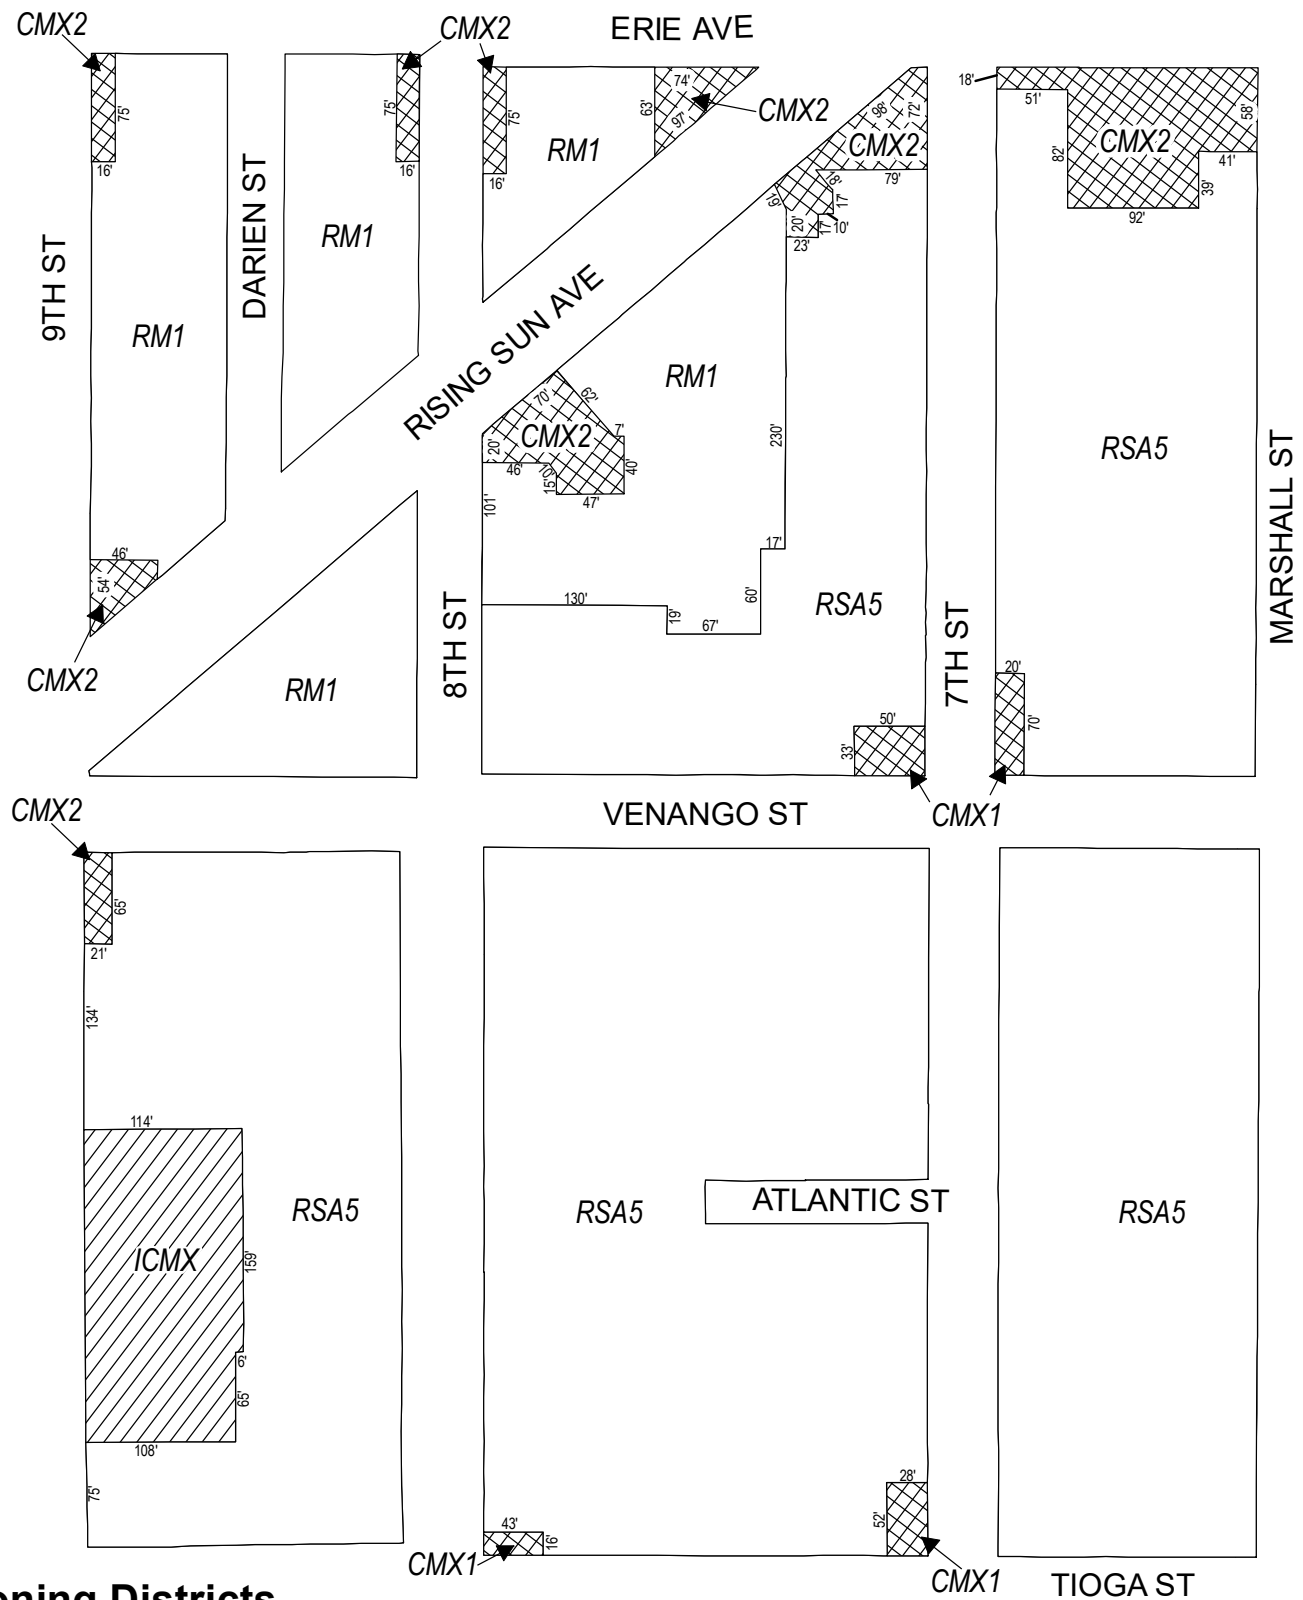 CMX2
CMX2
ERIE AVE
75'
16'
75'
16'
75'
16'
63'
74'
97'
CMX2
98'
72'
CMX2
79'
18'
17'
10'
17'
19'
20'
23'
18'
51'
82'
CMX2
58'
41'
39'
92'
9TH ST
DARIEN ST
RM1
RM1
RM1
RISING SUN AVE
RM1
70'
62'
CMX2
7'
20'
46'
10'
15'
40'
47'
101'
230'
17'
60'
130'
19'
67'
RSA5
RSA5
MARSHALL ST
46'
54'
CMX2
RM1
8TH ST
7TH ST
50'
33'
20'
70'
CMX1
CMX2
VENANGO ST
65'
21'
134'
114'
ICMX
159'
6'
65'
108'
75'
RSA5
RSA5
ATLANTIC ST
RSA5
43'
16'
CMX1
28'
52'
CMX1
TIOGA ST
oning Districts